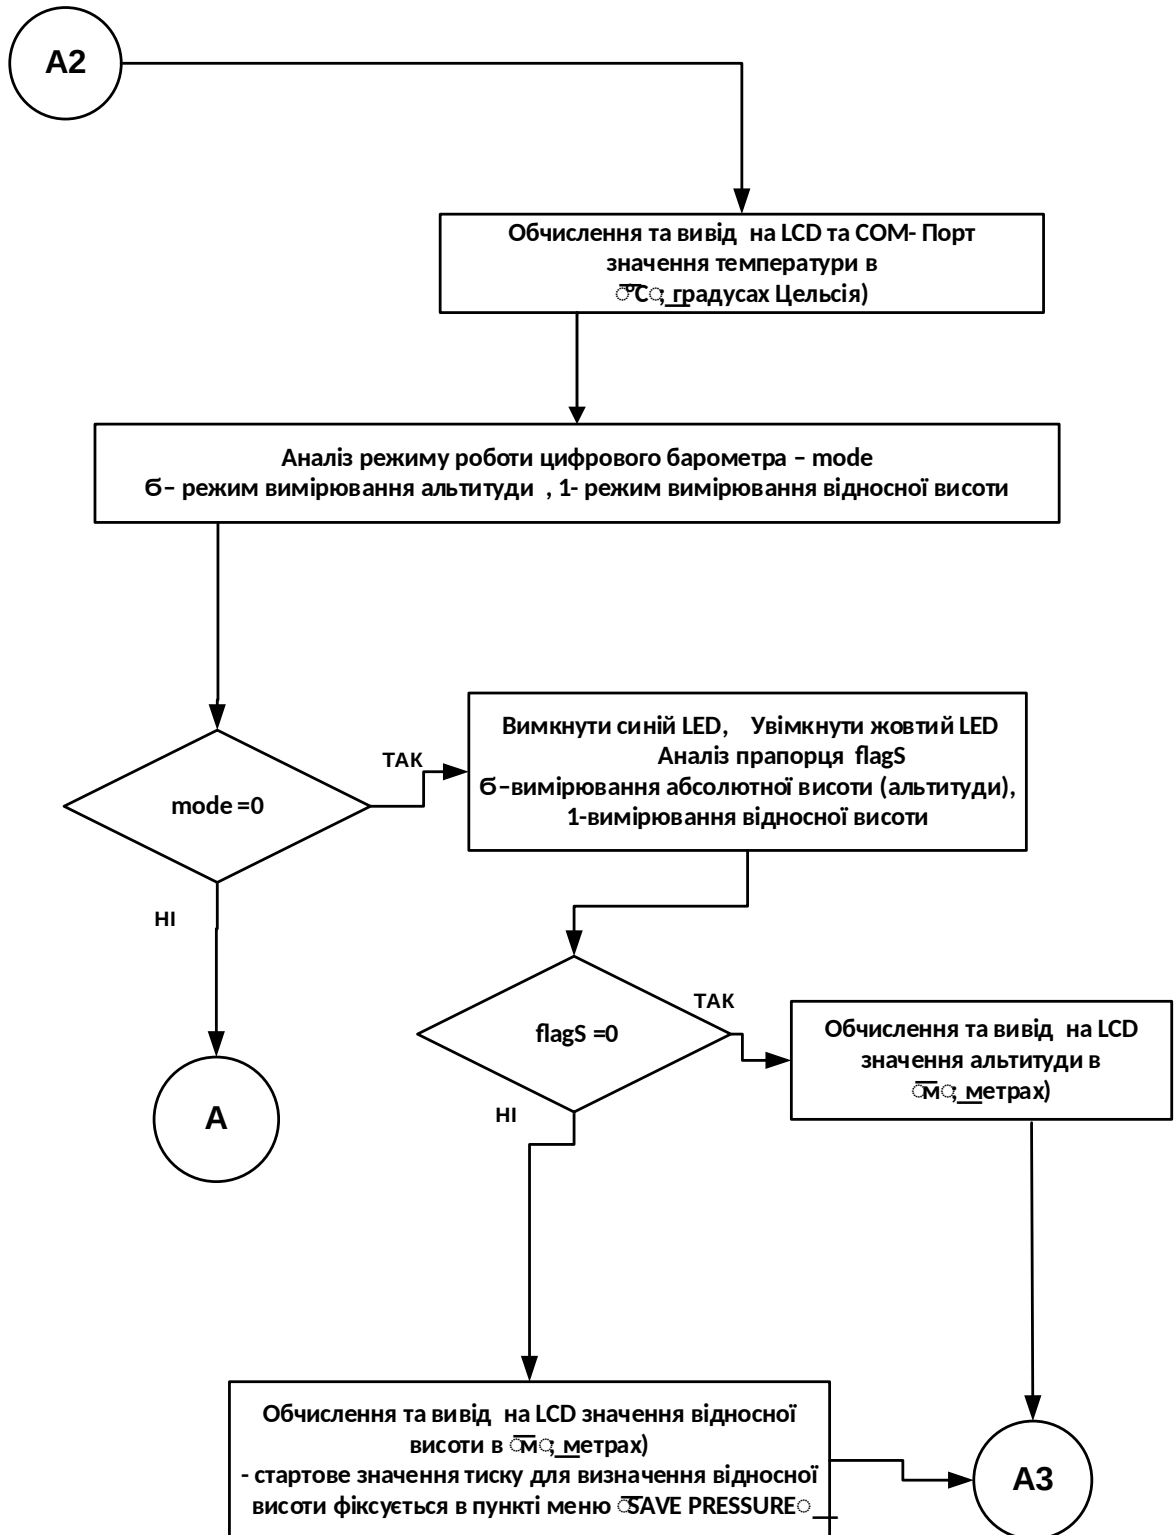 A2
Обчислення та вивід на LCD та COM- Порт
значення температури в
°C градусах Цельсія)
Аналіз режиму роботи цифрового барометра – mode
б– режим вимірювання альтитуди , 1- режим вимірювання відносної висоти
mode =0
ТАК
НІ
A
Вимкнути синій LED, Увімкнути жовтий LED
Аналіз прапорця flagS
б–вимірювання абсолютної висоти (альтитуди),
1-вимірювання відносної висоти
flagS =0
ТАК
НІ
Обчислення та вивід на LCD
значення альтитуди в
м метрах)
Обчислення та вивід на LCD значення відносної
висоти в м метрах)
- стартове значення тиску для визначення відносної
висоти фіксується в пункті меню SAVE PRESSURE
A3